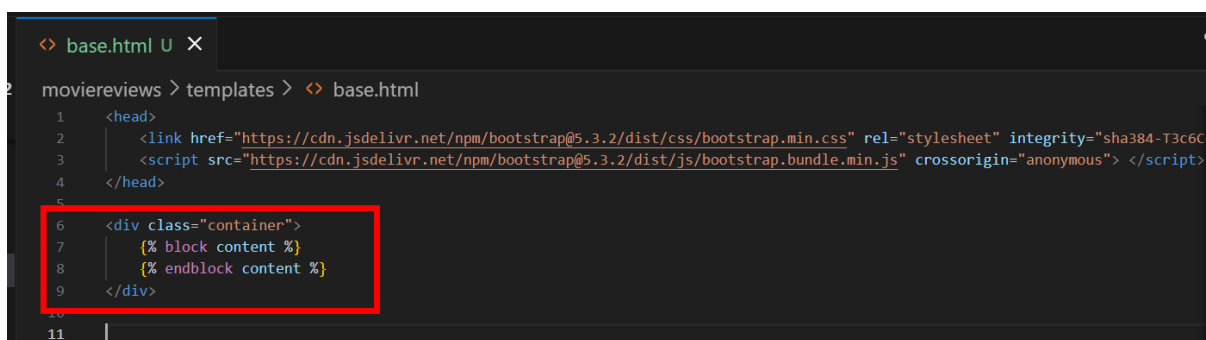 <> base.html U X
2
moviereviews > templates > <> base.html
1 <head>
2 <link href="https://cdn.jsdelivr.net/npm/bootstrap@5.3.2/dist/css/bootstrap.min.css" rel="stylesheet" integrity="sha384-T3c6C
3 <script src="https://cdn.jsdelivr.net/npm/bootstrap@5.3.2/dist/js/bootstrap.bundle.min.js" crossorigin="anonymous"> </script>
4 </head>
5
6 <div class="container">
7 {% block content %}
8 {% endblock content %}
9 </div>
10
11